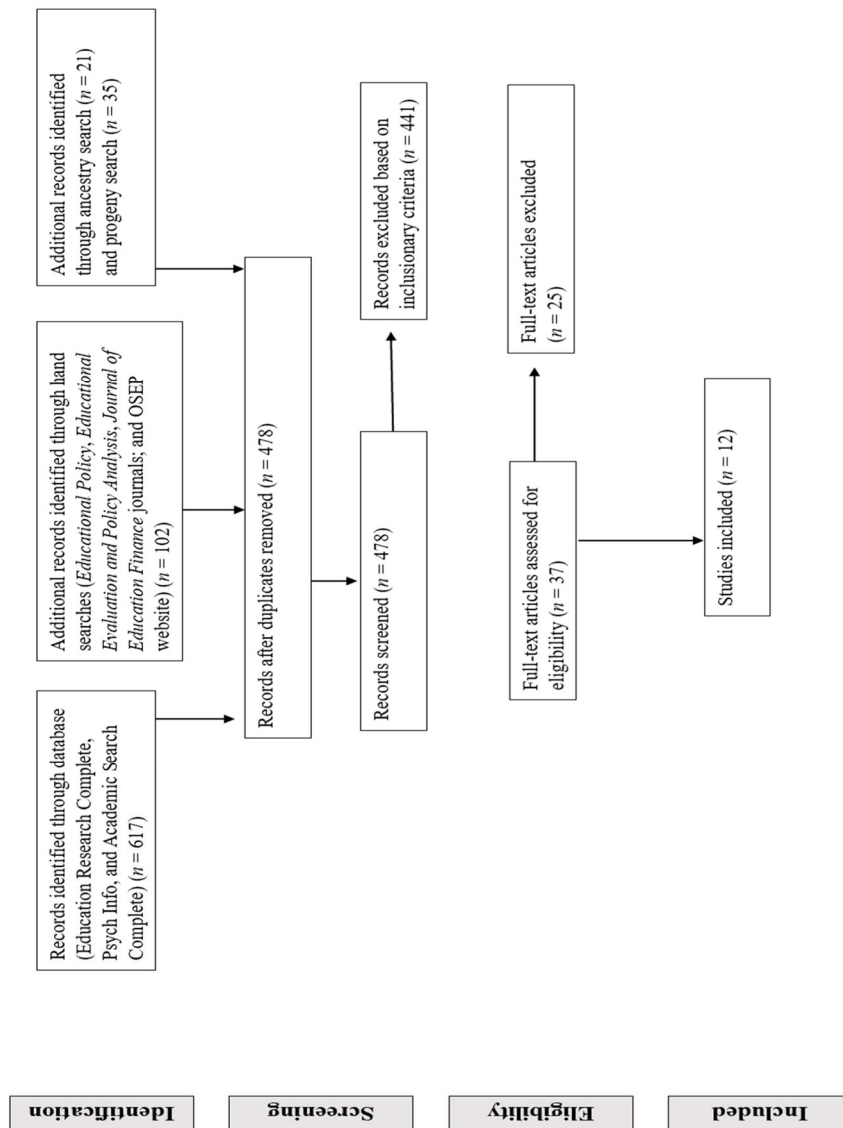 Identification
Records identified through database
(Education Research Complete,
Psych Info, and Academic Search
Complete) (n = 617)
Additional records identified through hand
searches (Educational Policy, Educational
Evaluation and Policy Analysis, Journal of
Education Finance journals; and OSEP
website) (n = 102)
Additional records identified
through ancestry search (n = 21)
and progeny search (n = 35)
Screening
Records after duplicates removed (n = 478)
Records screened (n = 478)
Records excluded based on
inclusionary criteria (n = 441)
Eligibility
Full-text articles assessed for
eligibility (n = 37)
Full-text articles excluded
(n = 25)
Included
Studies included (n = 12)